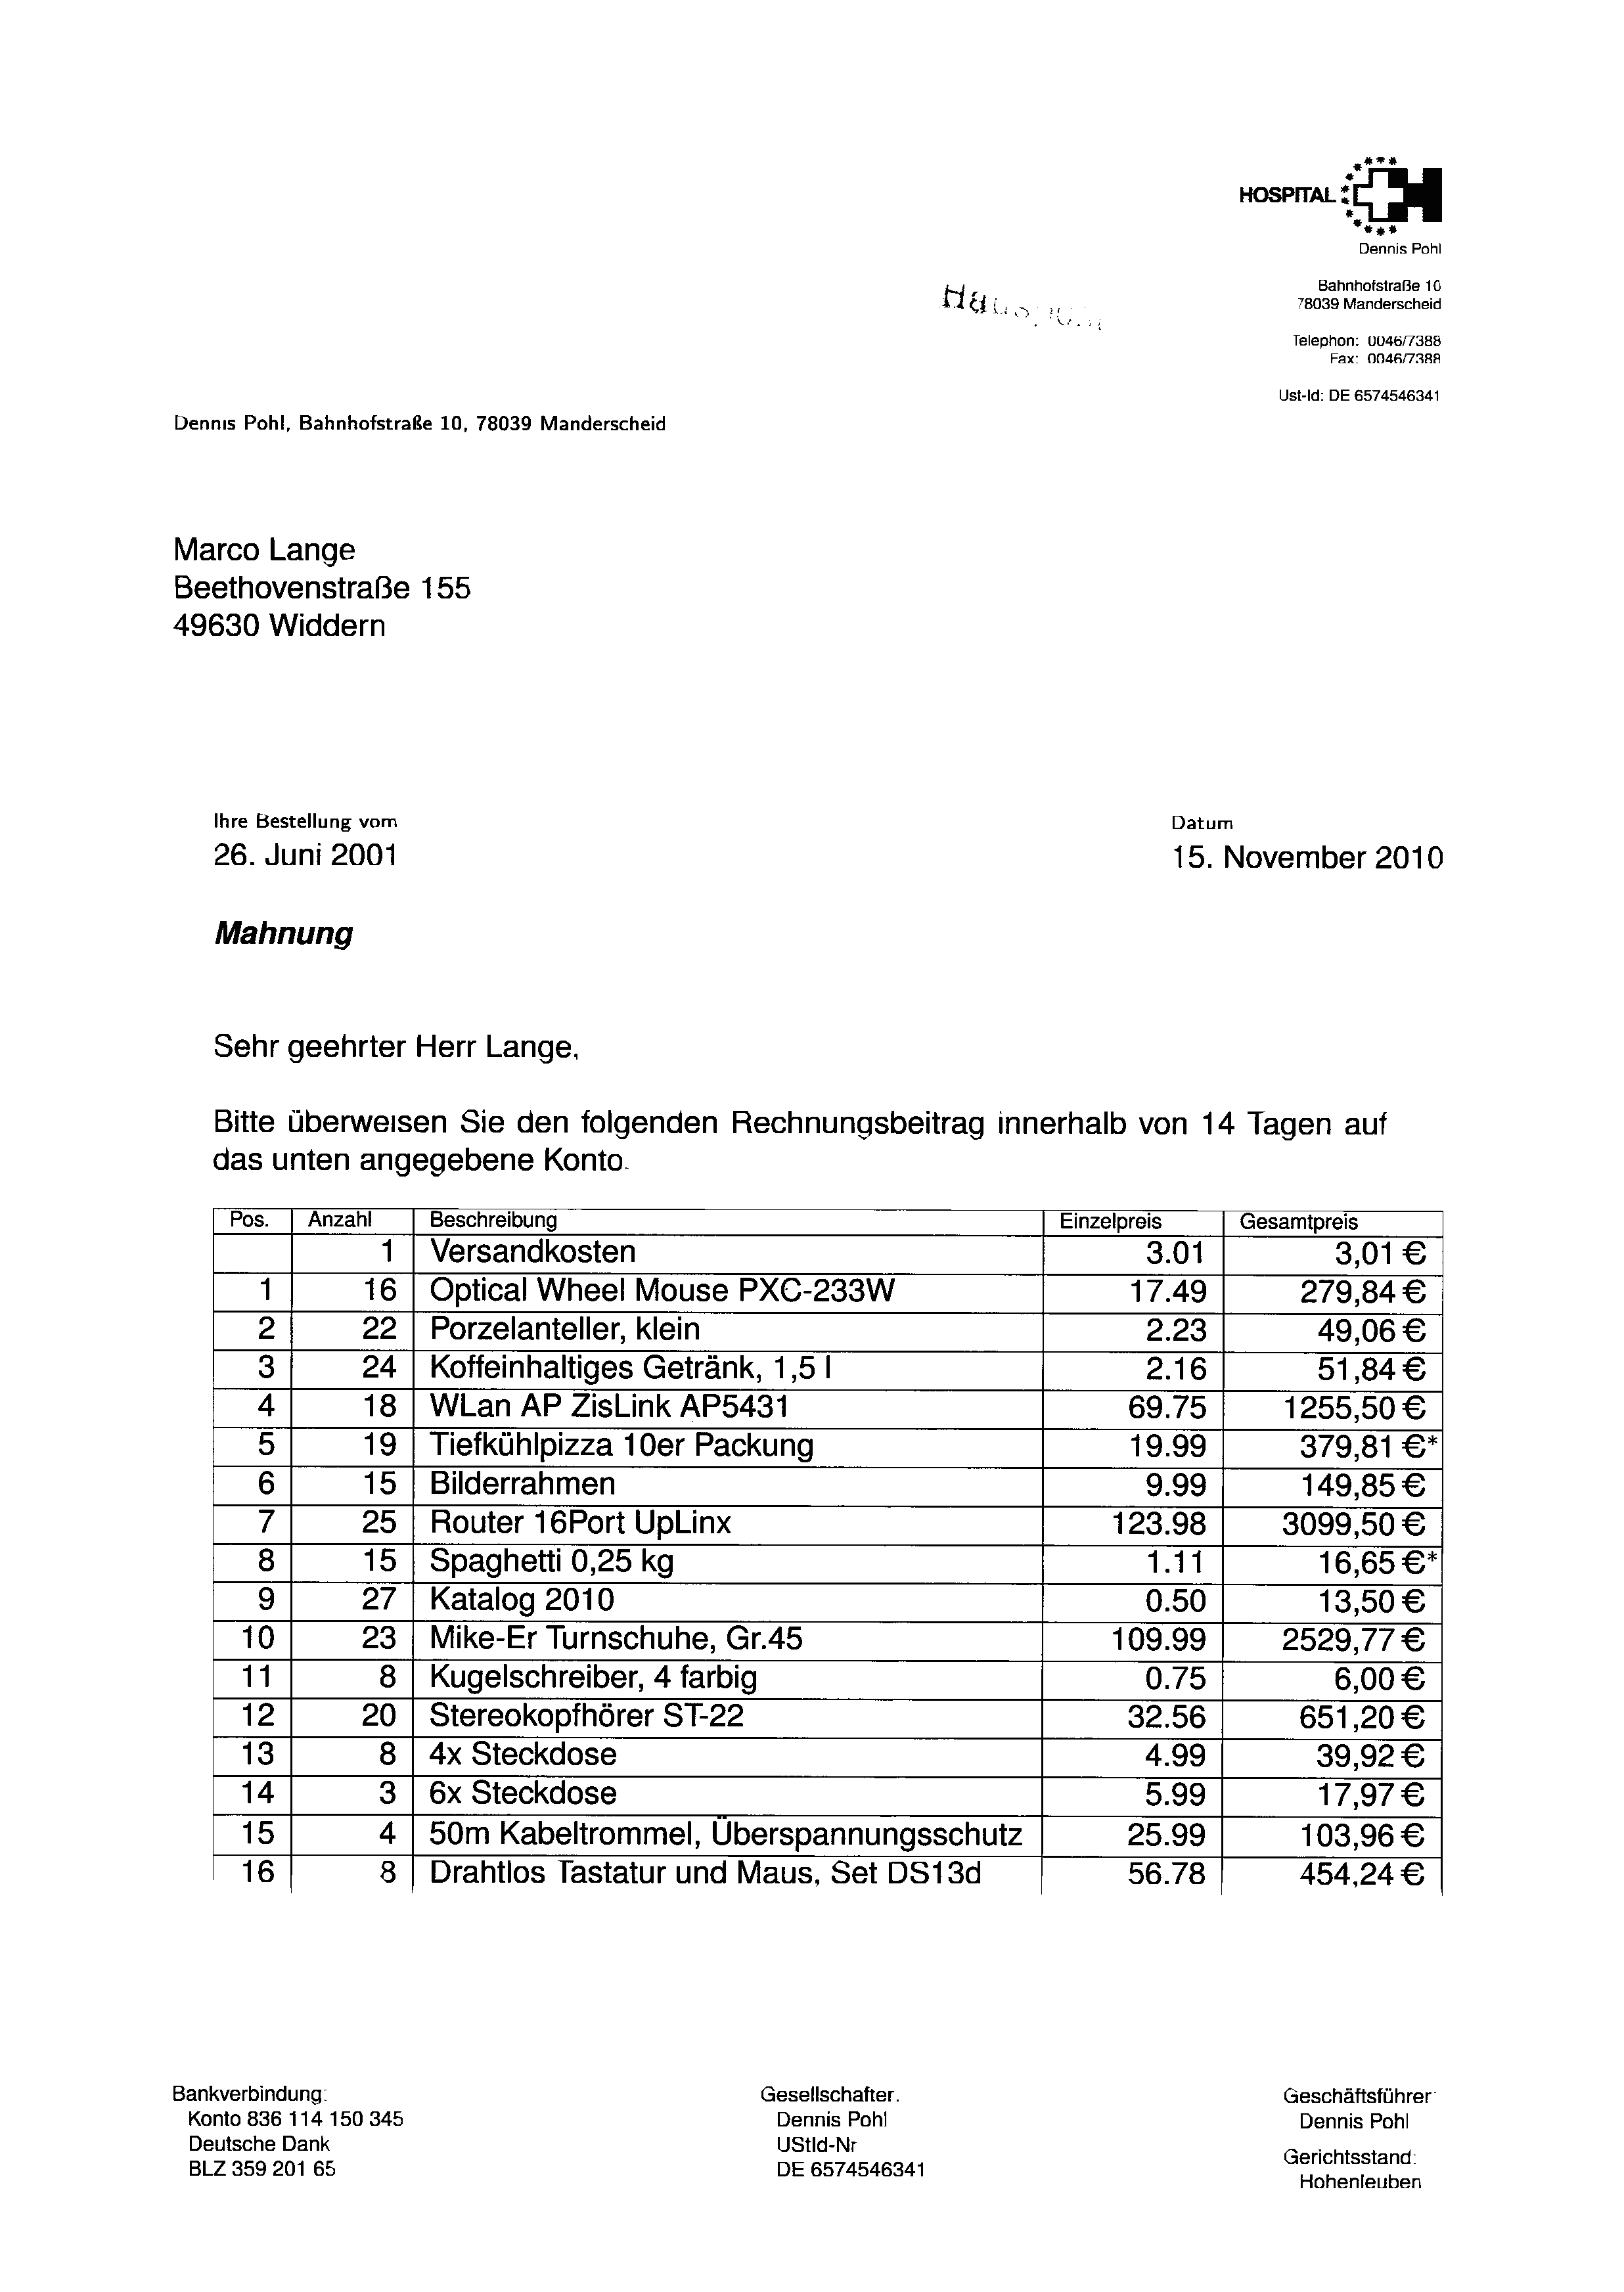 HOSPITAL H
Dennis Pohl
Bahnhofstraße 10
78039 Manderscheid
Telephon: 0046/7388
Fax: 0046/7388
Ust-Id: DE 6574546341
Dennis Pohl, Bahnhofstraße 10, 78039 Manderscheid
Marco Lange
Beethovenstraße 155
49630 Widdern
Ihre Bestellung vom Datum
26. Juni 2001 15. November 2010
Mahnung
Sehr geehrter Herr Lange,
Bitte überweisen Sie den folgenden Rechnungsbeitrag innerhalb von 14 Tagen auf
das unten angegebene Konto.
Pos. Anzahl Beschreibung Einzelpreis Gesamtpreis
1 Versandkosten 3.01 3,01 €
1 16 Optical Wheel Mouse PXC-233W 17.49 279,84 €
2 22 Porzelanteller, klein 2.23 49,06 €
3 24 Koffeinhaltiges Getränk, 1,5 l 2.16 51,84 €
4 18 WLan AP ZisLink AP5431 69.75 1255,50 €
5 19 Tiefkühlpizza 10er Packung 19.99 379,81 €*
6 15 Bilderrahmen 9.99 149,85 €
7 25 Router 16Port UpLinx 123.98 3099,50 €
8 15 Spaghetti 0,25 kg 1.11 16,65 €*
9 27 Katalog 2010 0.50 13,50 €
10 23 Mike-Er Turnschuhe, Gr.45 109.99 2529,77 €
11 8 Kugelschreiber, 4 farbig 0.75 6,00 €
12 20 Stereokopfhörer ST-22 32.56 651,20 €
13 8 4x Steckdose 4.99 39,92 €
14 3 6x Steckdose 5.99 17,97 €
15 4 50m Kabeltrommel, Überspannungsschutz 25.99 103,96 €
16 8 Drahtlos Tastatur und Maus, Set DS13d 56.78 454,24 €
Bankverbindung: Gesellschafter: Geschäftsführer:
Konto 836 114 150 345 Dennis Pohl Dennis Pohl
Deutsche Dank UStId-Nr Gerichtsstand:
BLZ 359 201 65 DE 6574546341 Hohenleuben